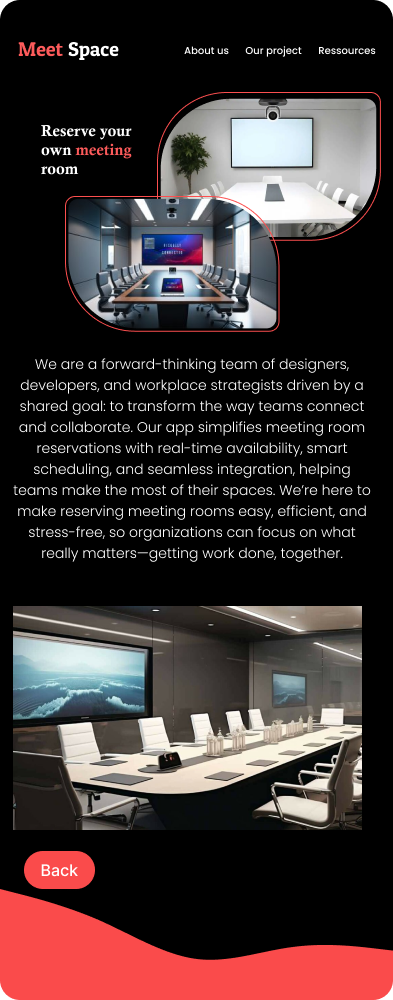 Meet Space
About us Our project Ressources
Reserve your
own meeting
room
We are a forward-thinking team of designers,
developers, and workplace strategists driven by a
shared goal: to transform the way teams connect
and collaborate. Our app simplifies meeting room
reservations with real-time availability, smart
scheduling, and seamless integration, helping
teams make the most of their spaces. We’re here to
make reserving meeting rooms easy, efficient, and
stress-free, so organizations can focus on what
really matters—getting work done, together.
Back